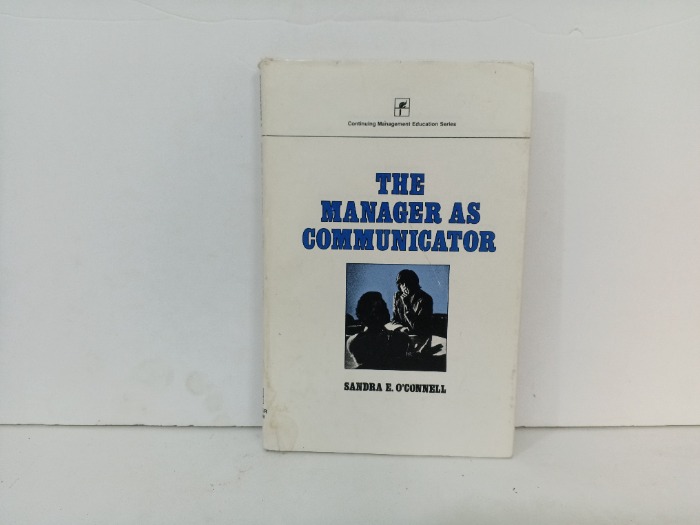 Continuing Management Education Series
THE
MANAGER AS
COMMUNICATOR
SANDRA E. O'CONNELL